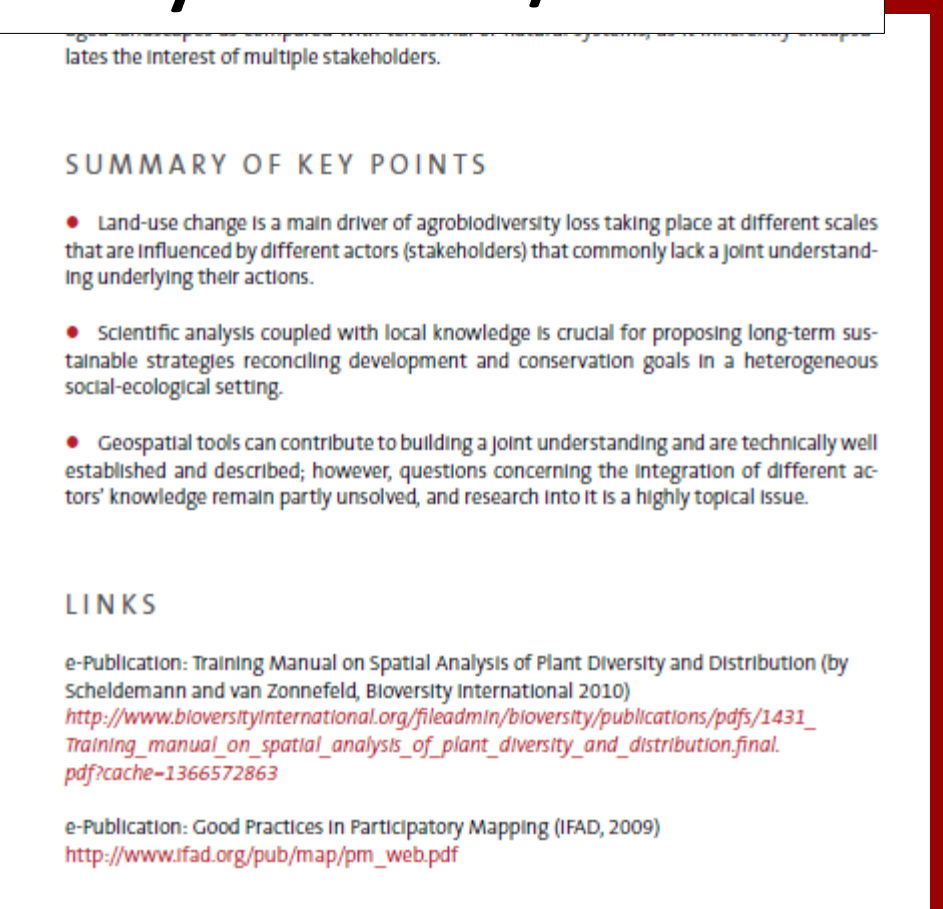 lates the interest of multiple stakeholders.
SUMMARY OF KEY POINTS
● Land-use change is a main driver of agrobiodiversity loss taking place at different scales
that are influenced by different actors (stakeholders) that commonly lack a joint understand-
ing underlying their actions.
● Scientific analysis coupled with local knowledge is crucial for proposing long-term sus-
tainable strategies reconciling development and conservation goals in a heterogeneous
social-ecological setting.
● Geospatial tools can contribute to building a joint understanding and are technically well
established and described; however, questions concerning the integration of different ac-
tors' knowledge remain partly unsolved, and research into it is a highly topical issue.
LINKS
e-Publication: Training Manual on Spatial Analysis of Plant Diversity and Distribution (by
Scheldemann and van Zonnefeld, Bioversity International 2010)
http://www.bioversityinternational.org/fileadmin/bioversity/publications/pdfs/1431_
Training_manual_on_spatial_analysis_of_plant_diversity_and_distribution.final.
pdf?cache=1366572863
e-Publication: Good Practices in Participatory Mapping (IFAD, 2009)
http://www.ifad.org/pub/map/pm_web.pdf